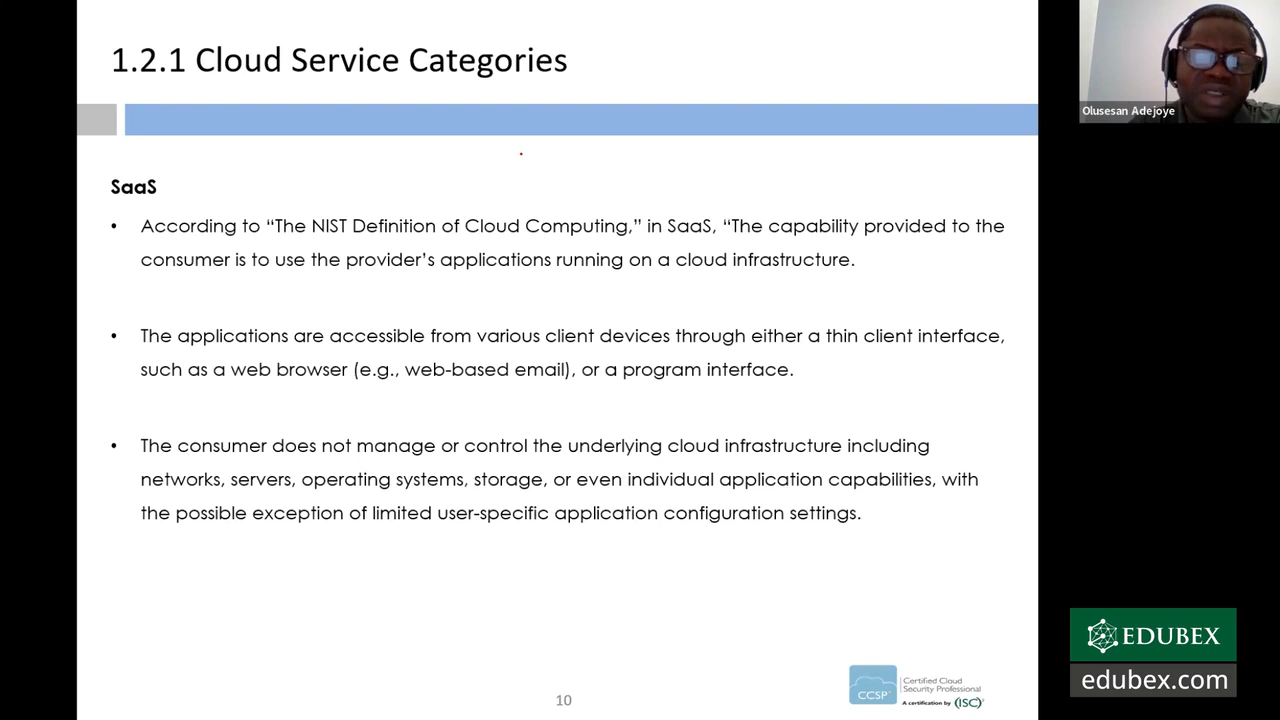 1.2.1 Cloud Service Categories
Olusesan Adejoye
SaaS
• According to “The NIST Definition of Cloud Computing,” in SaaS, “The capability provided to the
consumer is to use the provider’s applications running on a cloud infrastructure.
• The applications are accessible from various client devices through either a thin client interface,
such as a web browser (e.g., web-based email), or a program interface.
• The consumer does not manage or control the underlying cloud infrastructure including
networks, servers, operating systems, storage, or even individual application capabilities, with
the possible exception of limited user-specific application configuration settings.
10
CCSP
Certified Cloud
Security Professional
A certification by (ISC)²
EDUBEX
edubex.com